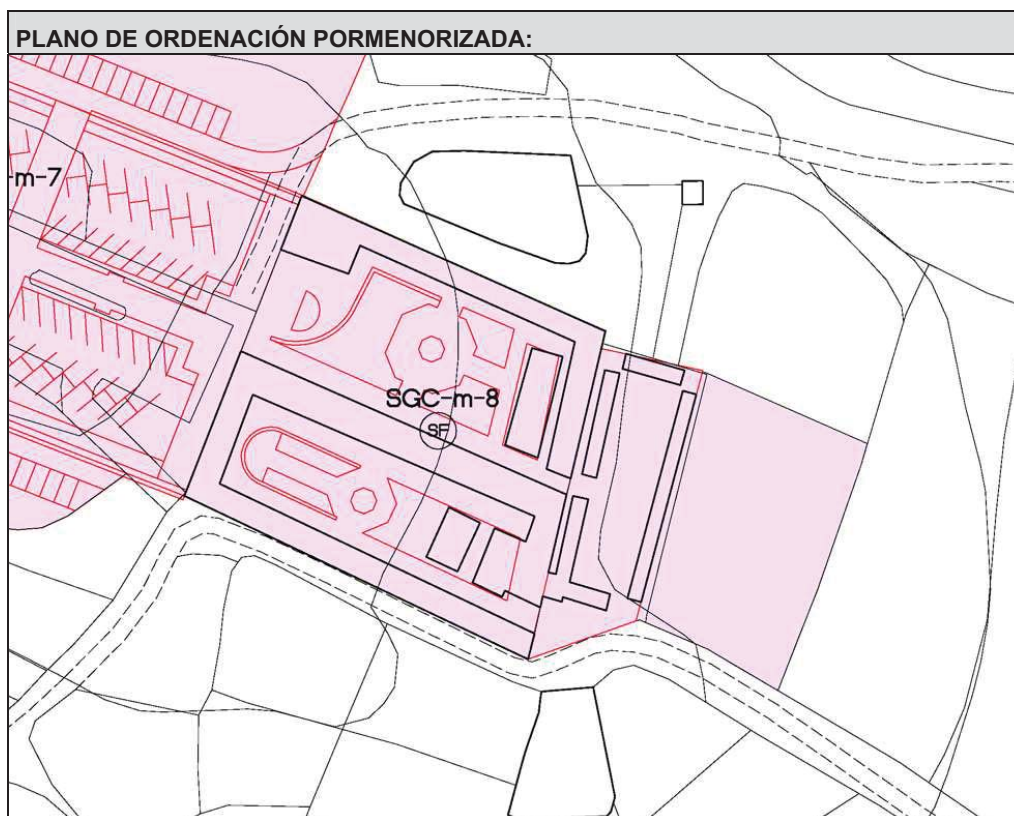 PLANO DE ORDENACIÓN PORMENORIZADA:
-m-7
SGC-m-8
SF